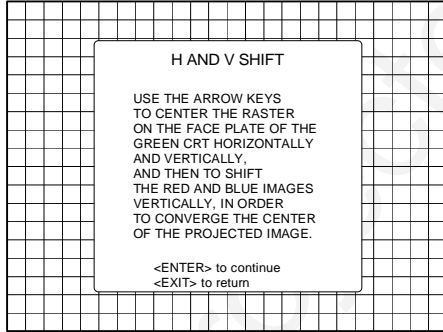 H AND V SHIFT
USE THE ARROW KEYS
TO CENTER THE RASTER
ON THE FACE PLATE OF THE
GREEN CRT HORIZONTALLY
AND VERTICALLY,
AND THEN TO SHIFT
THE RED AND BLUE IMAGES
VERTICALLY, IN ORDER
TO CONVERGE THE CENTER
OF THE PROJECTED IMAGE.
<ENTER> to continue
<EXIT> to return